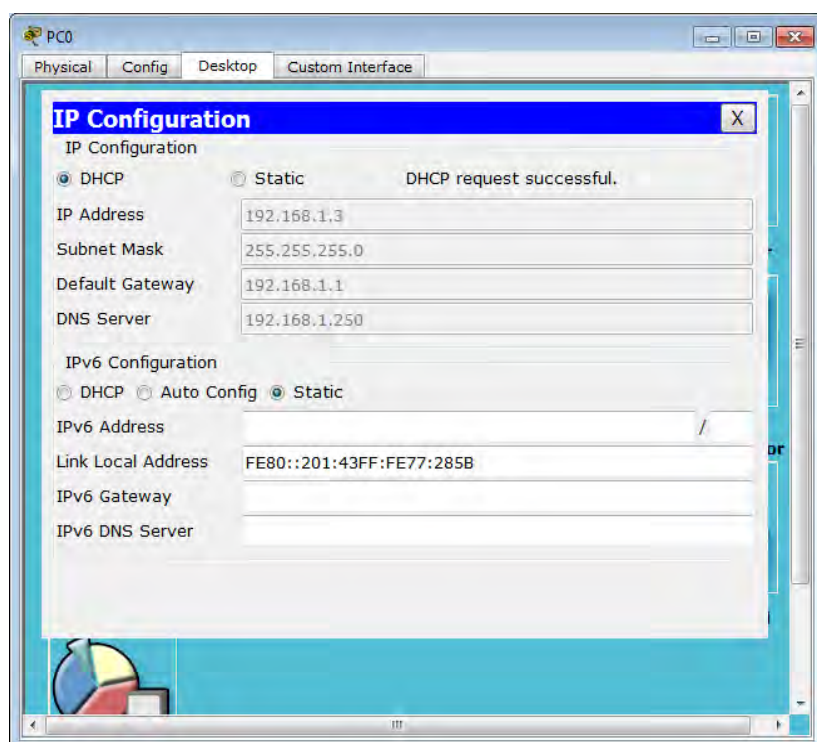 PC0
Physical Config Desktop Custom Interface
IP Configuration X
IP Configuration
DHCP Static DHCP request successful.
IP Address 192.168.1.3
Subnet Mask 255.255.255.0
Default Gateway 192.168.1.1
DNS Server 192.168.1.250
IPv6 Configuration
DHCP Auto Config Static
IPv6 Address /
Link Local Address FE80::201:43FF:FE77:285B
IPv6 Gateway
IPv6 DNS Server
or